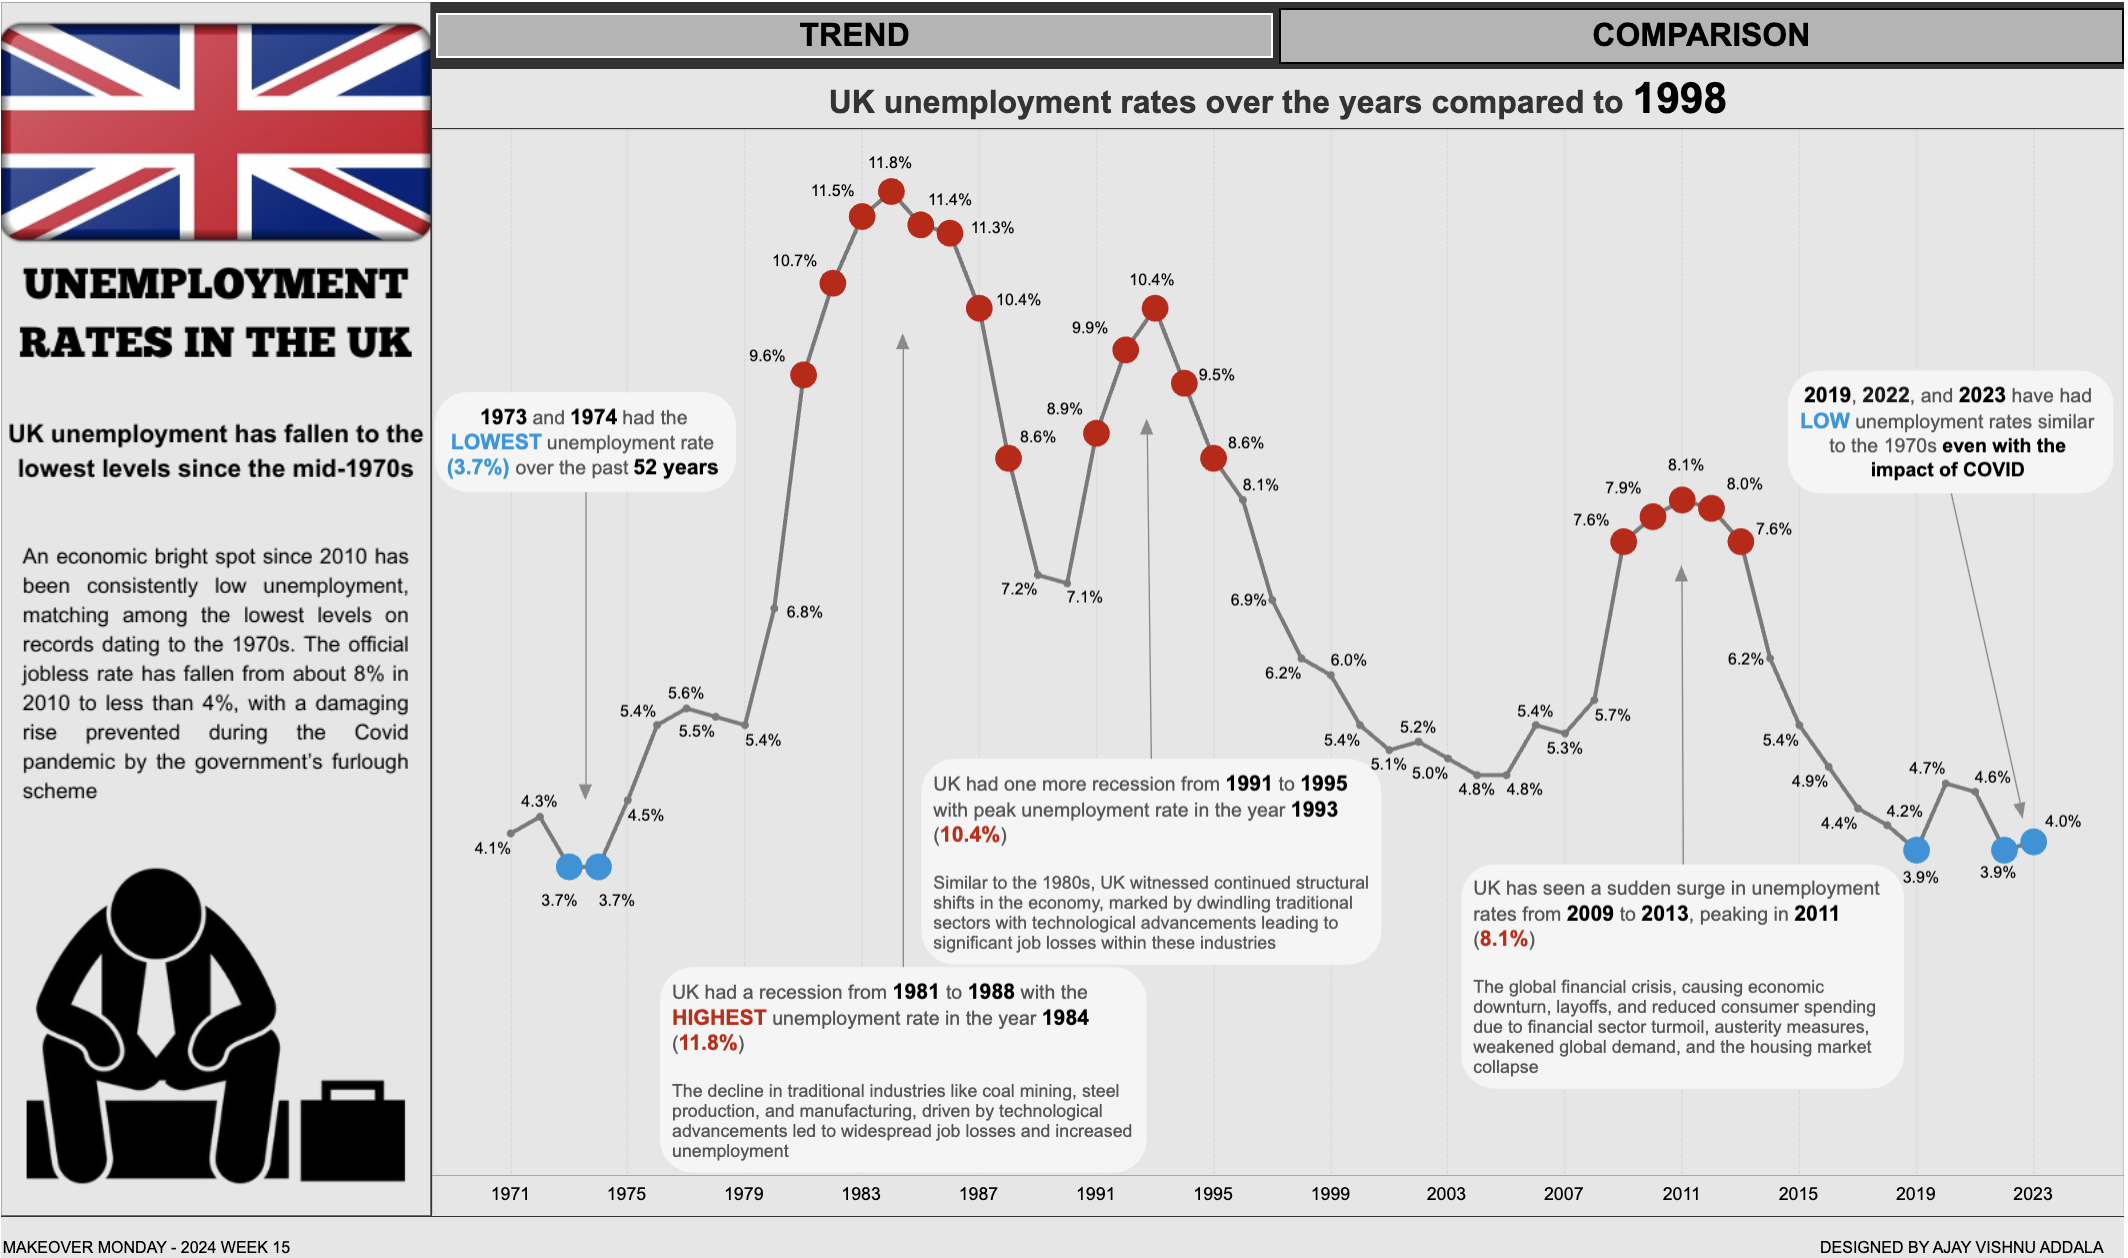 TREND
COMPARISON
UK unemployment rates over the years compared to 1998
UNEMPLOYMENT
RATES IN THE UK
UK unemployment has fallen to the
lowest levels since the mid-1970s
An economic bright spot since 2010 has
been consistently low unemployment,
matching among the lowest levels on
records dating to the 1970s. The official
jobless rate has fallen from about 8% in
2010 to less than 4%, with a damaging
rise prevented during the Covid
pandemic by the government's furlough
scheme
1973 and 1974 had the
LOWEST unemployment rate
(3.7%) over the past 52 years
2019, 2022, and 2023 have had
LOW unemployment rates similar
to the 1970s even with the
impact of COVID
UK had one more recession from 1991 to 1995
with peak unemployment rate in the year 1993
(10.4%)
Similar to the 1980s, UK witnessed continued structural
shifts in the economy, marked by dwindling traditional
sectors with technological advancements leading to
significant job losses within these industries
UK had a recession from 1981 to 1988 with the
HIGHEST unemployment rate in the year 1984
(11.8%)
The decline in traditional industries like coal mining, steel
production, and manufacturing, driven by technological
advancements led to widespread job losses and increased
unemployment
UK has seen a sudden surge in unemployment
rates from 2009 to 2013, peaking in 2011
(8.1%)
The global financial crisis, causing economic
downturn, layoffs, and reduced consumer spending
due to financial sector turmoil, austerity measures,
weakened global demand, and the housing market
collapse
4.1%
4.3%
3.7%
3.7%
4.5%
5.4%
5.6%
5.5%
5.4%
6.8%
9.6%
10.7%
11.5%
11.8%
11.4%
11.3%
10.4%
8.6%
7.2%
7.1%
8.9%
9.9%
10.4%
9.5%
8.6%
8.1%
6.9%
6.2%
6.0%
5.4%
5.1%
5.2%
5.0%
4.8%
4.8%
5.4%
5.3%
5.7%
7.6%
7.9%
8.1%
8.0%
7.6%
6.2%
5.4%
4.9%
4.4%
4.2%
3.9%
4.7%
4.6%
3.9%
4.0%
1971 1975 1979 1983 1987 1991 1995 1999 2003 2007 2011 2015 2019 2023
MAKEOVER MONDAY - 2024 WEEK 15
DESIGNED BY AJAY VISHNU ADDALA